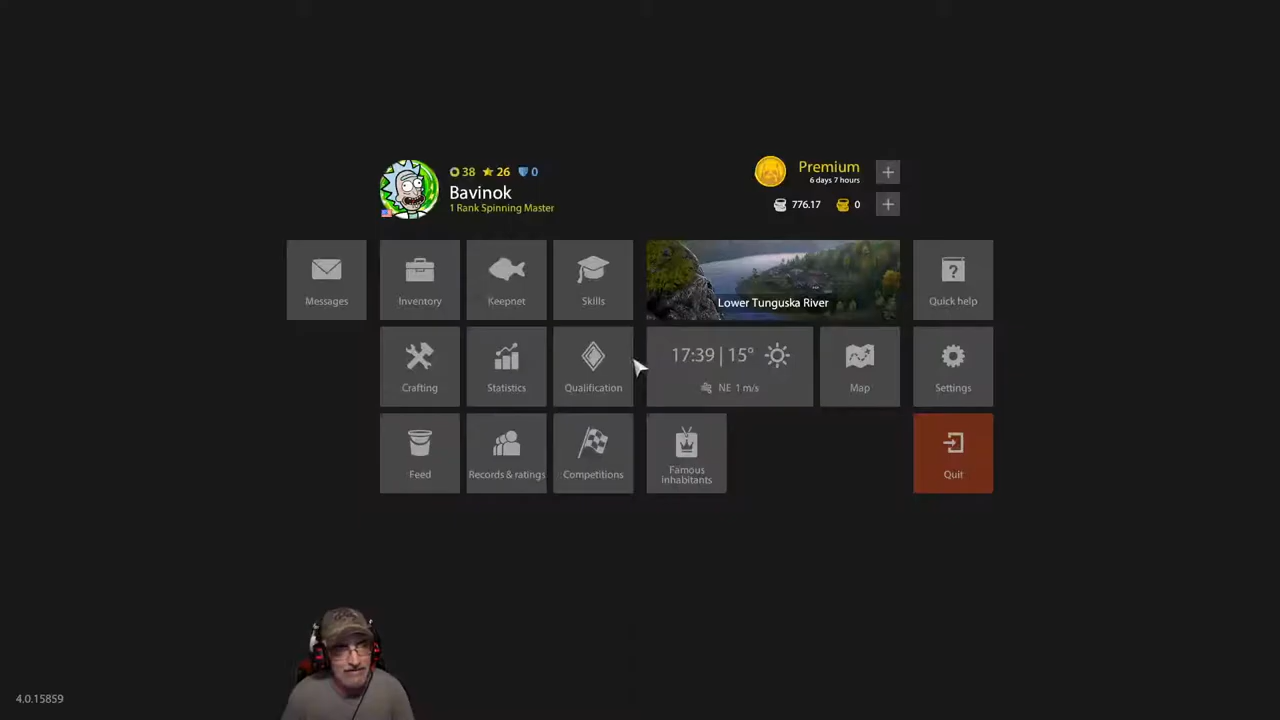 38 26 0
Bavinok
1 Rank Spinning Master
Premium
6 days 7 hours
776.17 0
Messages
Inventory
Keepnet
Skills
Lower Tunguska River
Quick help
Crafting
Statistics
Qualification
17:39 | 15°
NE 1 m/s
Map
Settings
Feed
Records & ratings
Competitions
Famous
Inhabitants
Quit
4.0.15859